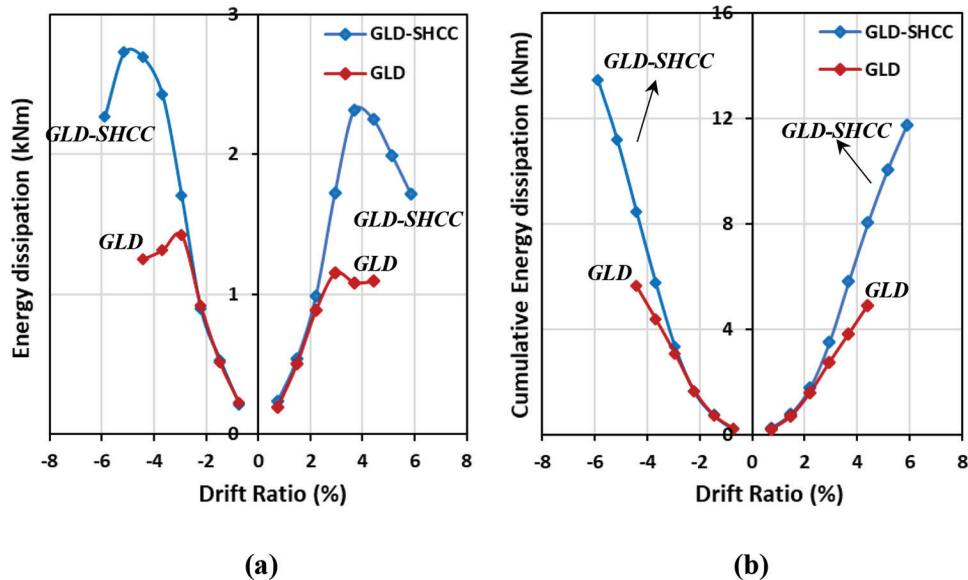 3
GLD-SHCC
GLD
GLD-SHCC
2
GLD-SHCC
GLD
GLD
1
0
Energy dissipation (kNm)
-8 -6 -4 -2 0 2 4 6 8
Drift Ratio (%)
(a)
16
GLD-SHCC
GLD
GLD-SHCC
12
GLD-SHCC
8
GLD
GLD
4
0
Cumulative Energy dissipation (kNm)
-8 -6 -4 -2 0 2 4 6 8
Drift Ratio (%)
(b)